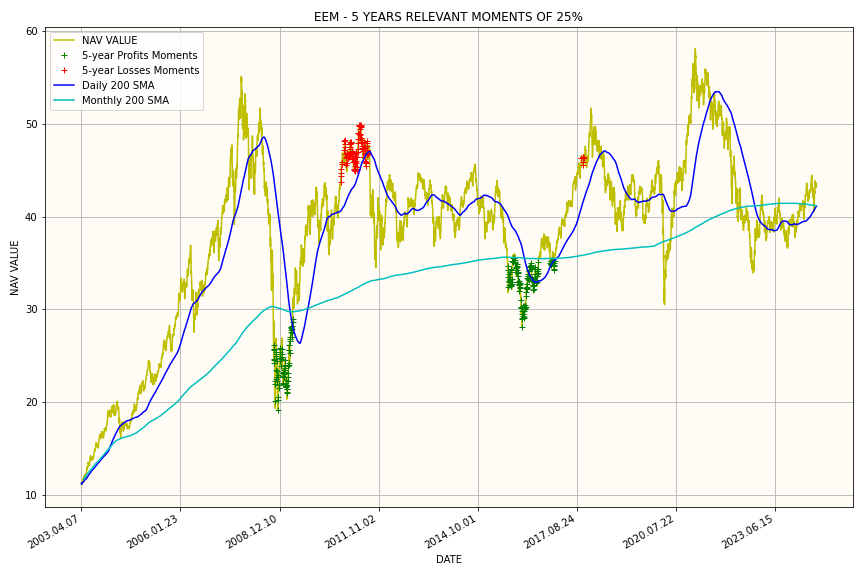 EEM - 5 YEARS RELEVANT MOMENTS OF 25%
NAV VALUE
5-year Profits Moments
5-year Losses Moments
Daily 200 SMA
Monthly 200 SMA
60
50
40
30
20
10
NAV VALUE
2003.04.07
2006.01.23
2008.12.10
2011.11.02
2014.10.01
2017.08.24
2020.07.22
2023.06.15
DATE